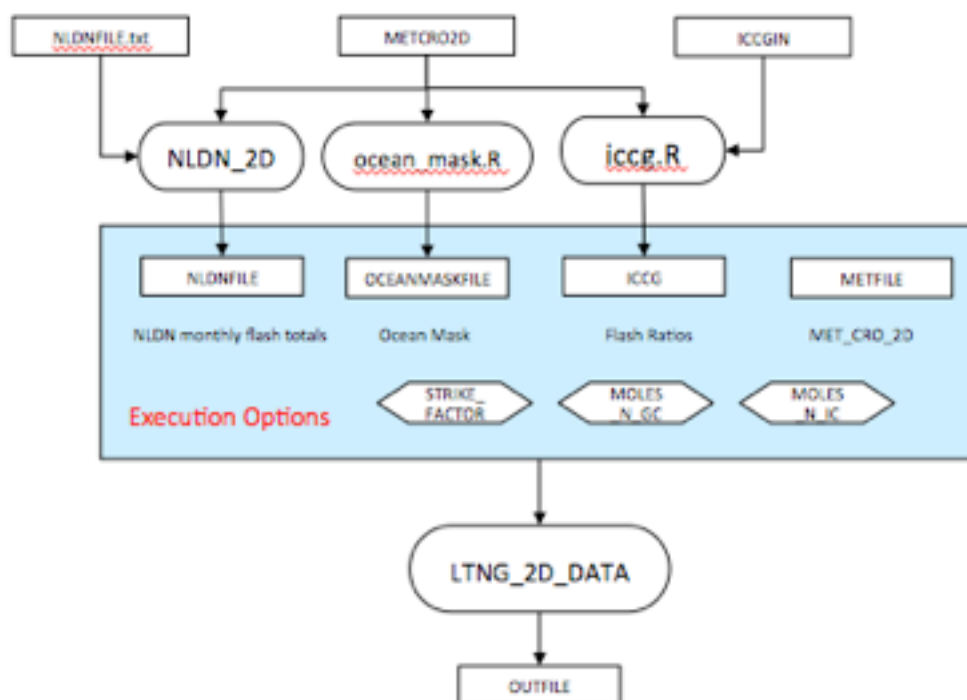 NLDNFILE.txt
METCRO2D
ICCGIN
NLDN_2D
ocean_mask.R
iccg.R
NLDNFILE
OCEANMASKFILE
ICCG
METFILE
NLDN monthly flash totals
Ocean Mask
Flash Ratios
MET_CRO_2D
Execution Options
STRIKE_
FACTOR
MOLES
_N_GC
MOLES
_N_IC
LTNG_2D_DATA
OUTFILE